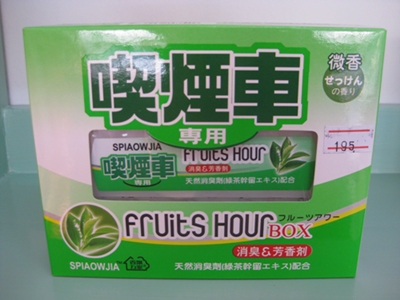 喫煙車
専用
微香
せっけん
の香り
195
SPIAOWJIA
fruits Hour
喫煙車
専用
消臭&芳香剤
天然消臭劑(緑茶幹留エキス)配合
fruits Hour
フルーツアワー
BOX
消臭&芳香剤
SPIAOWJIA
天然消臭劑(緑茶幹留エキス)配合